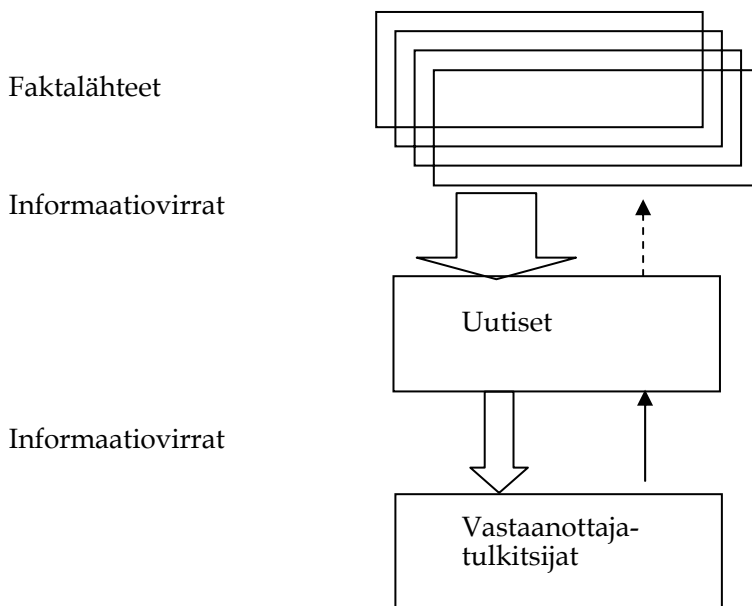 Faktalähteet
Informaatiovirrat
Uutiset
Informaatiovirrat
Vastaanottaja-
tulkitsijat